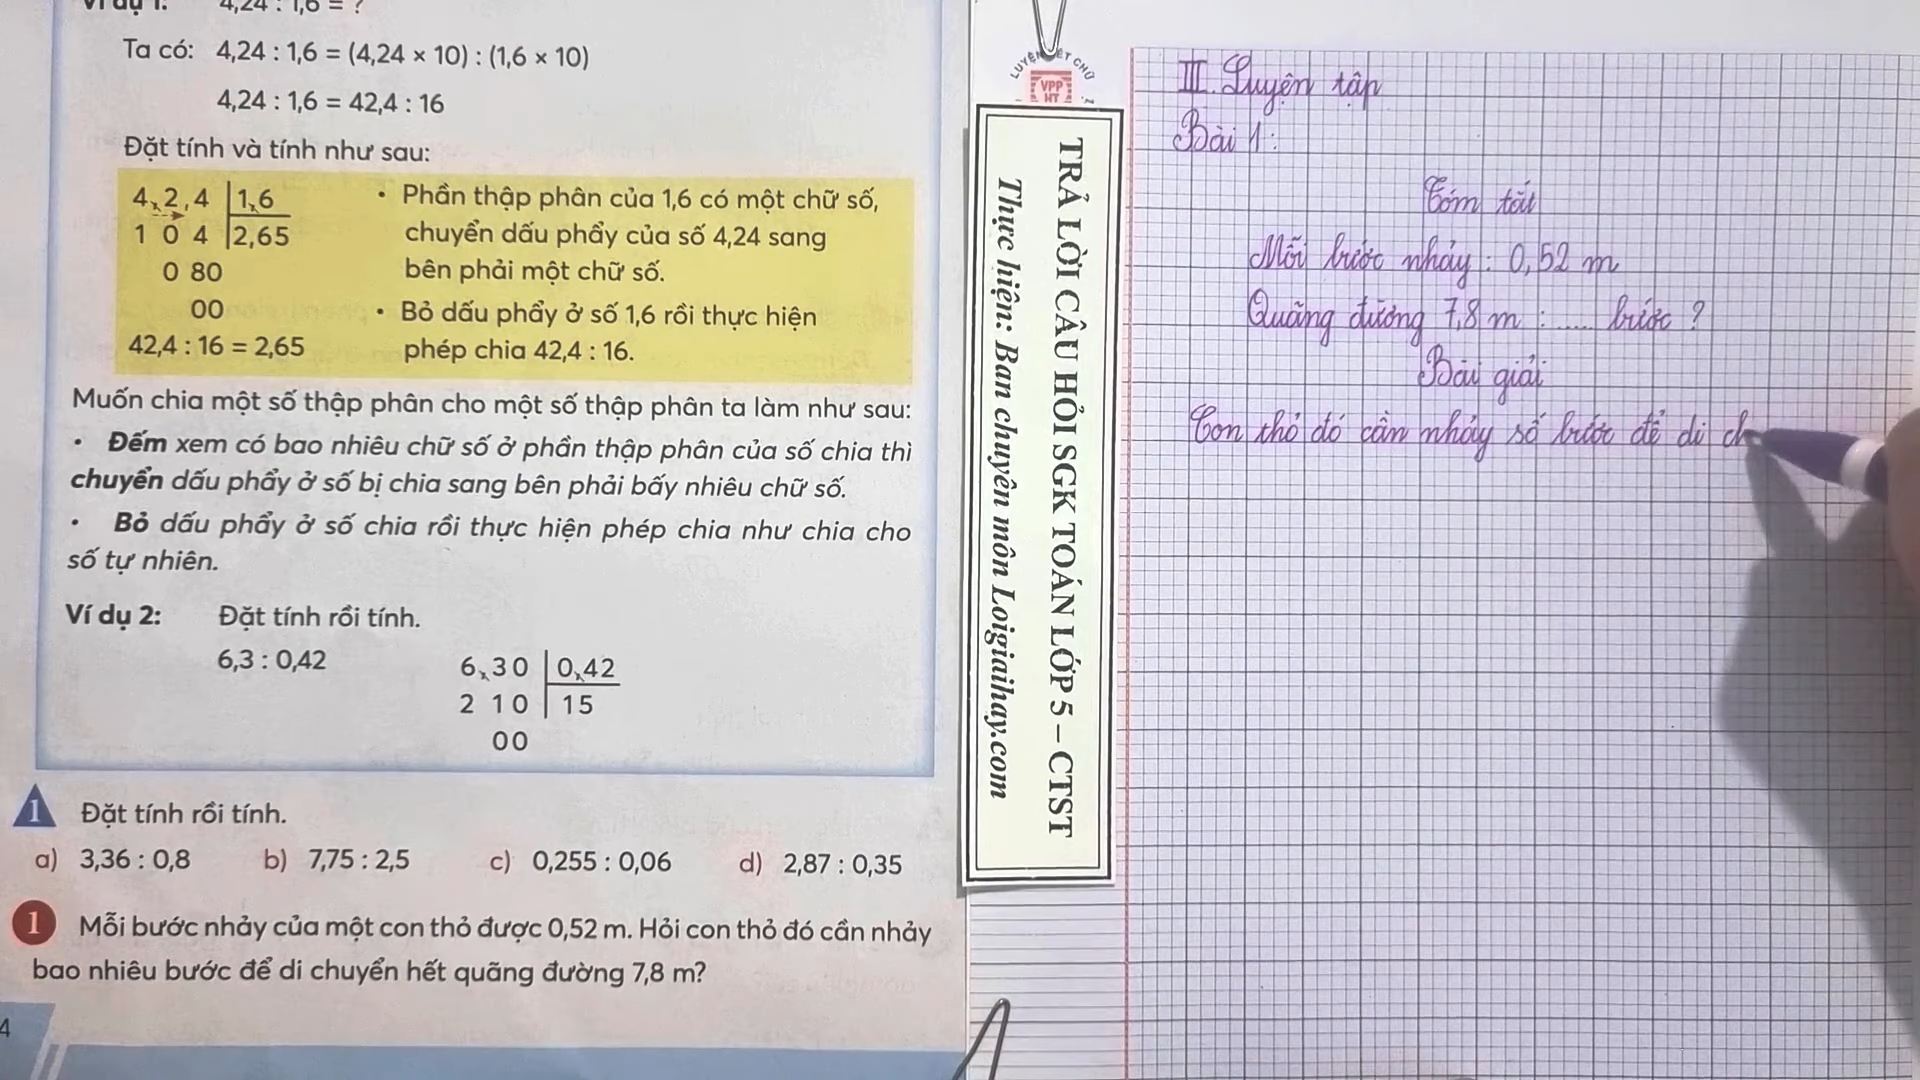 Ví dụ 1: 4,24 : 1,6 = ?
Ta có: 4,24 : 1,6 = (4,24 × 10) : (1,6 × 10)
4,24 : 1,6 = 42,4 : 16
Đặt tính và tính như sau:
4,2,4 1,6
1 0 4 2,65
0 80
00
42,4 : 16 = 2,65
• Phần thập phân của 1,6 có một chữ số,
chuyển dấu phẩy của số 4,24 sang
bên phải một chữ số.
• Bỏ dấu phẩy ở số 1,6 rồi thực hiện
phép chia 42,4 : 16.
Muốn chia một số thập phân cho một số thập phân ta làm như sau:
• Đếm xem có bao nhiêu chữ số ở phần thập phân của số chia thì
chuyển dấu phẩy ở số bị chia sang bên phải bấy nhiêu chữ số.
• Bỏ dấu phẩy ở số chia rồi thực hiện phép chia như chia cho
số tự nhiên.
Ví dụ 2: Đặt tính rồi tính.
6,3 : 0,42
6,30 0,42
2 10 15
00
1 Đặt tính rồi tính.
a) 3,36 : 0,8 b) 7,75 : 2,5 c) 0,255 : 0,06 d) 2,87 : 0,35
1 Mỗi bước nhảy của một con thỏ được 0,52 m. Hỏi con thỏ đó cần nhảy
bao nhiêu bước để di chuyển hết quãng đường 7,8 m?
4
LUYỆN VIẾT CHỮ
VPP
HT
TRẢ LỜI CÂU HỎI SGK TOÁN LỚP 5 – CTST
Thực hiện: Ban chuyên môn Loigiaihay.com
III. Luyện tập
Bài 1:
Tóm tắt
Mỗi bước nhảy: 0,52 m
Quãng đường 7,8 m : ..... bước ?
Bài giải
Con thỏ đó cần nhảy số bước để di ch